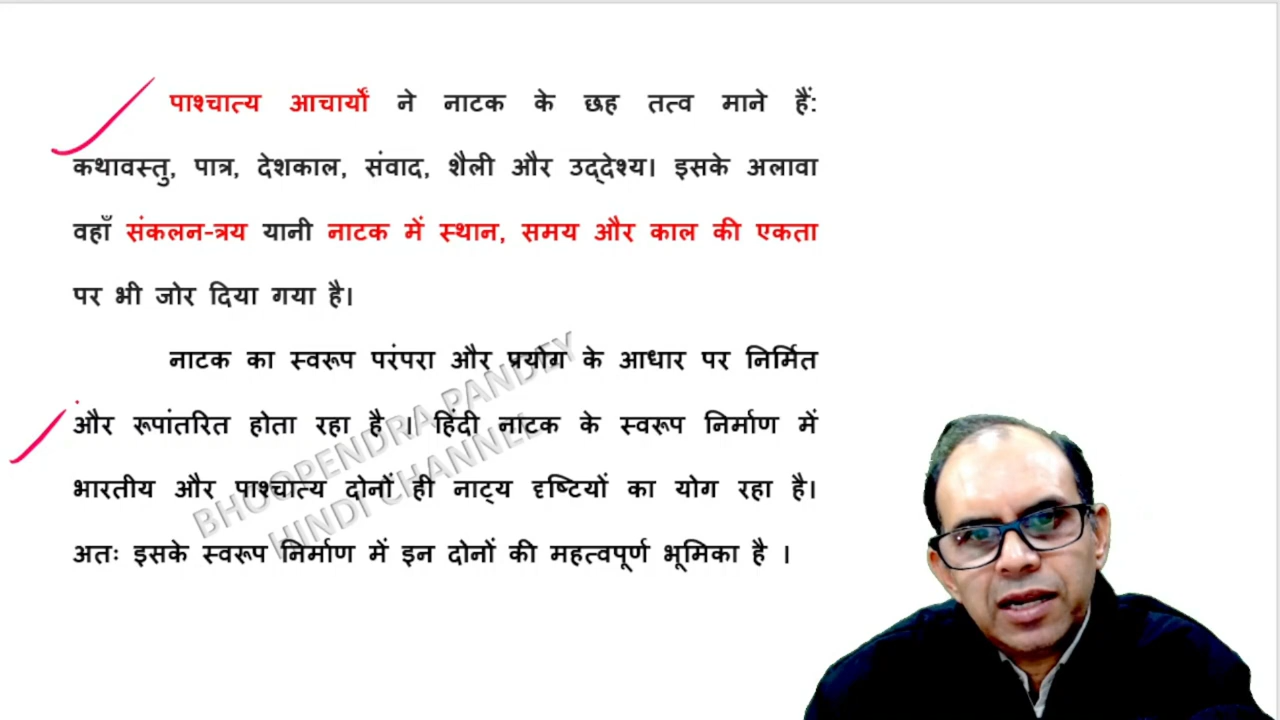 पाश्चात्य आचार्यों ने नाटक के छह तत्व माने हैं:
कथावस्तु, पात्र, देशकाल, संवाद, शैली और उद्देश्य। इसके अलावा
वहाँ संकलन-त्रय यानी नाटक में स्थान, समय और काल की एकता
पर भी जोर दिया गया है।
नाटक का स्वरूप परंपरा और प्रयोग के आधार पर निर्मित
और रूपांतरित होता रहा है । हिंदी नाटक के स्वरूप निर्माण में
भारतीय और पाश्चात्य दोनों ही नाट्य दृष्टियों का योग रहा है।
अतः इसके स्वरूप निर्माण में इन दोनों की महत्वपूर्ण भूमिका है ।
BHOOPENDRA PANDEY
HINDI CHANNEL